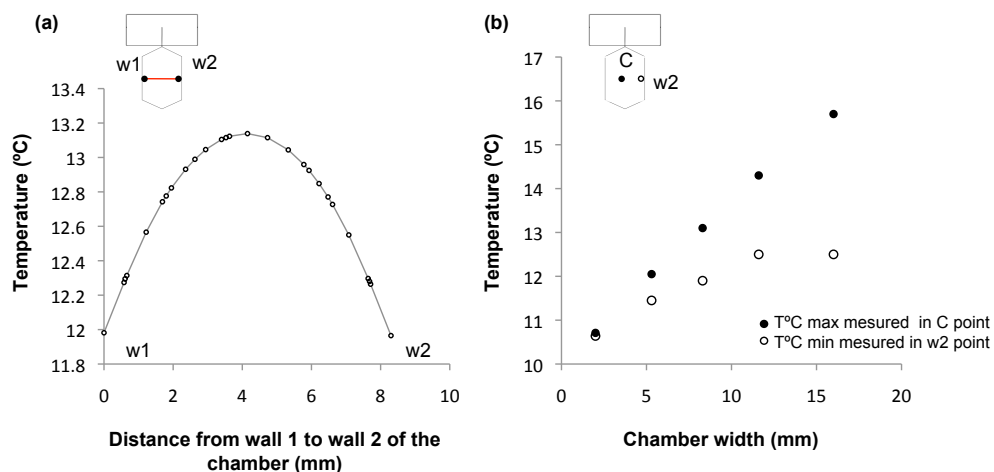 (a)
w1
w2
Temperature (ºC)
13.4
13.2
13
12.8
12.6
12.4
12.2
12
11.8
w1
w2
0
2
4
6
8
10
Distance from wall 1 to wall 2 of the
chamber (mm)
(b)
C
w2
Temperature (ºC)
17
16
15
14
13
12
11
10
TºC max mesured in C point
TºC min mesured in w2 point
0
5
10
15
20
Chamber width (mm)